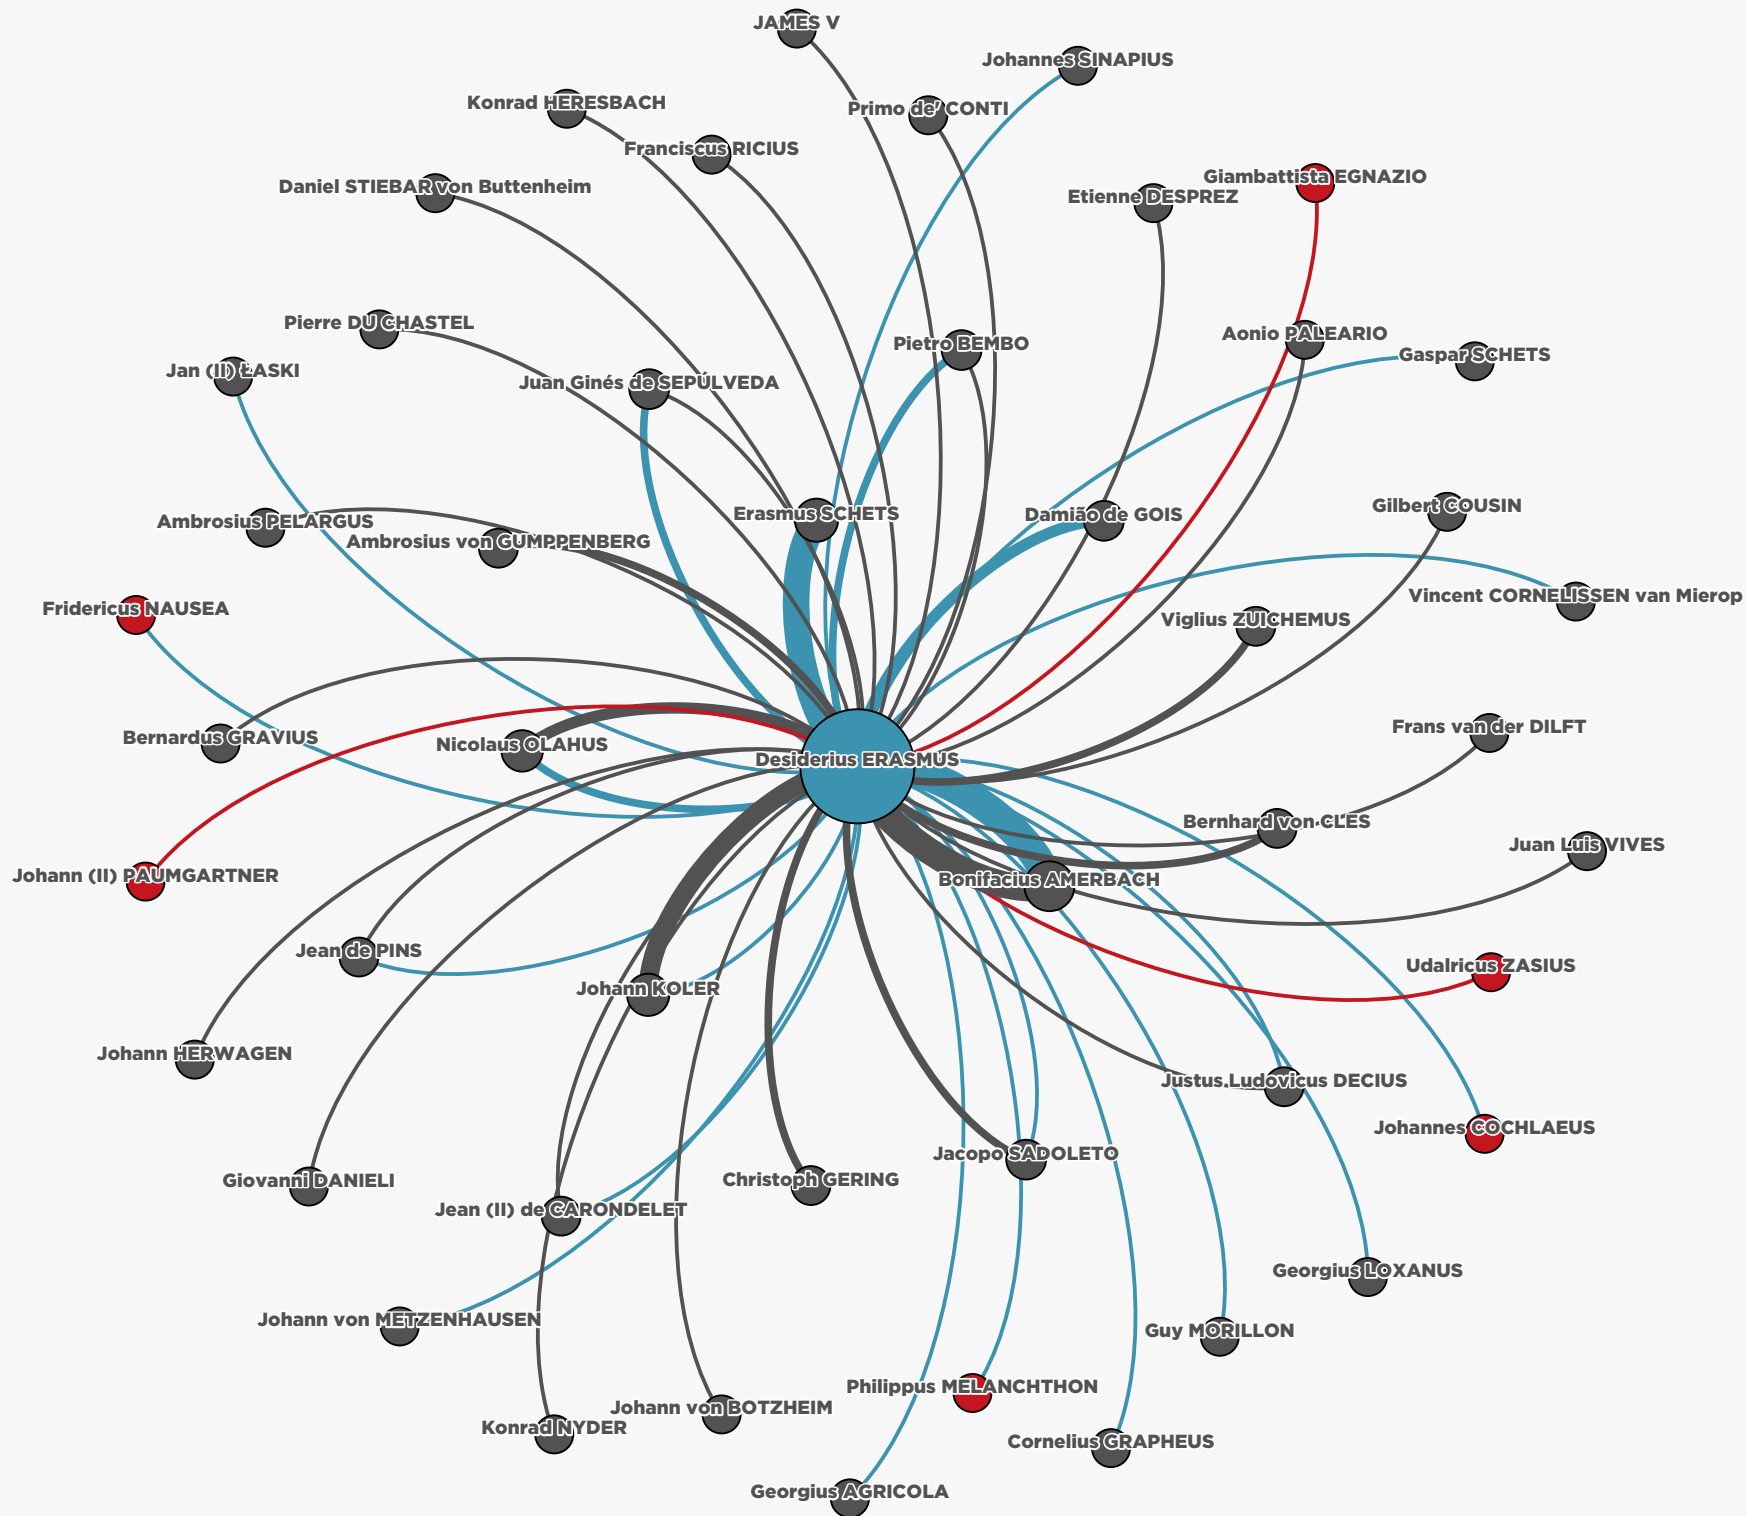 JAMES V
Johannes SINAPIUS
Konrad HERESBACH
Primo de' CONTI
Franciscus RICIUS
Giambattista EGNAZIO
Daniel STIEBAR von Buttenheim
Etienne DESPREZ
Pierre DU CHASTEL
Aonio PALEARIO
Pietro BEMBO
Gaspar SCHETS
Jan (II) ŁASKI
Juan Ginés de SEPÚLVEDA
Gilbert COUSIN
Erasmus SCHETS
Damião de GOIS
Ambrosius PELARGUS
Ambrosius von GUMPPENBERG
Vincent CORNELISSEN van Mierop
Fridericus NAUSEA
Viglius ZUICHEMUS
Frans van der DILFT
Bernardus GRAVIUS
Nicolaus OLAHUS
Desiderius ERASMUS
Bernhard von CLES
Juan Luis VIVES
Johann (II) PAUMGARTNER
Bonifacius AMERBACH
Jean de PINS
Udalricus ZASIUS
Johann KOLER
Johann HERWAGEN
Justus Ludovicus DECIUS
Johannes COCHLAEUS
Jacopo SADOLETO
Giovanni DANIELI
Christoph GERING
Jean (II) de CARONDELET
Georgius LOXANUS
Johann von METZENHAUSEN
Guy MORILLON
Philippus MELANCHTHON
Johann von BOTZHEIM
Konrad NYDER
Cornelius GRAPHEUS
Georgius AGRICOLA